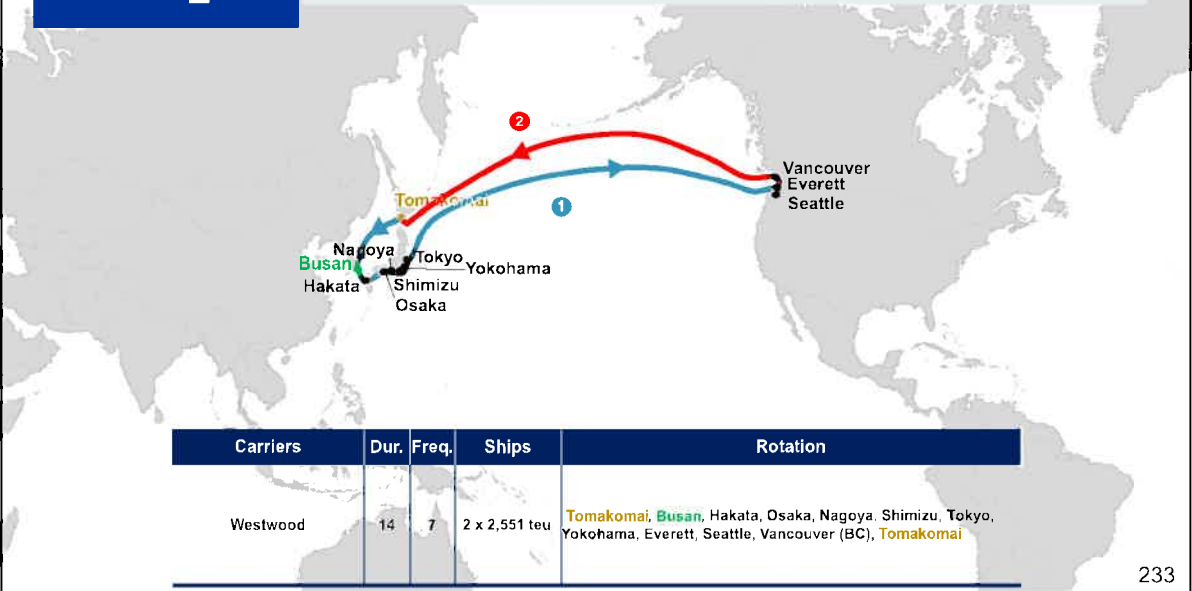 2
Vancouver
Everett
Seattle
Tomakomai
1
Nagoya
Tokyo
Busan
Yokohama
Hakata
Shimizu
Osaka
Carriers Dur. Freq. Ships Rotation
Westwood 14 7 2 x 2,551 teu Tomakomai, Busan, Hakata, Osaka, Nagoya. Shimizu, Tokyo,
Yokohama, Everett, Seattle, Vancouver (BC), Tomakomai
233